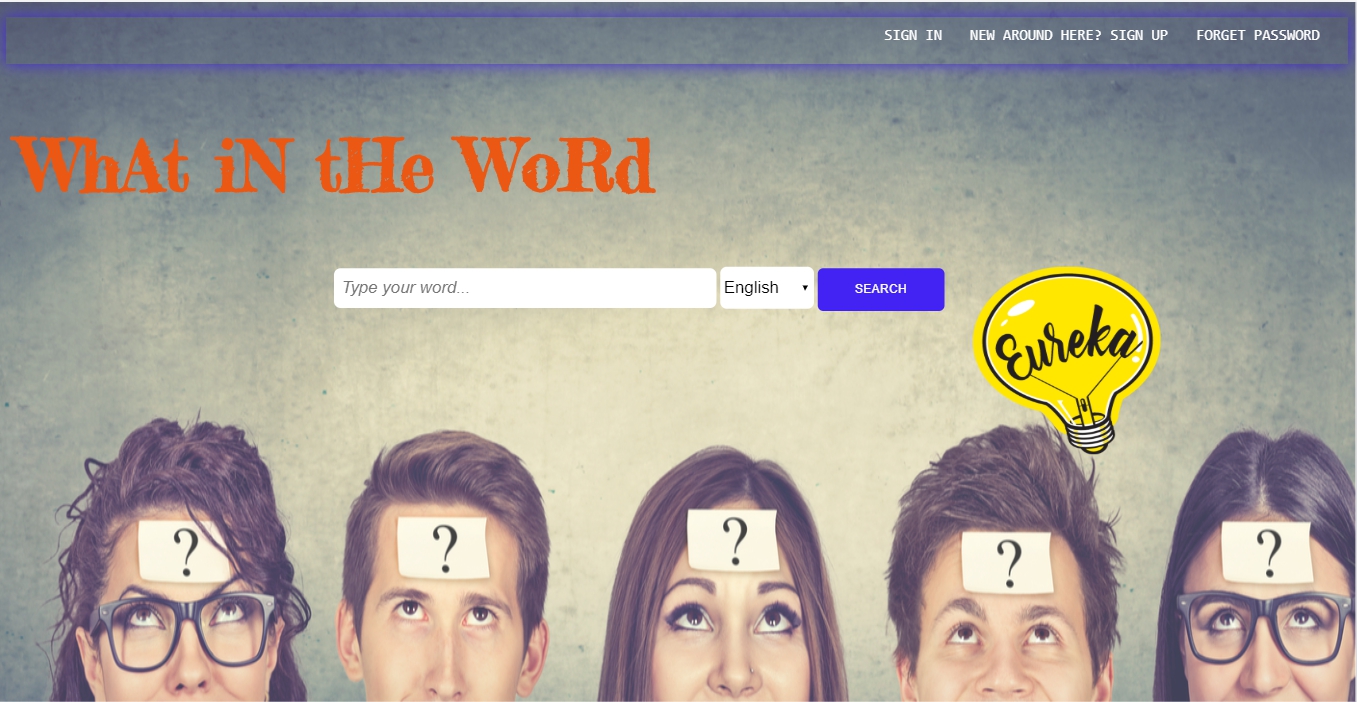 SIGN IN NEW AROUND HERE? SIGN UP FORGET PASSWORD
WhAt iN tHe WoRd
Type your word... English SEARCH
Eureka
? ? ? ? ?